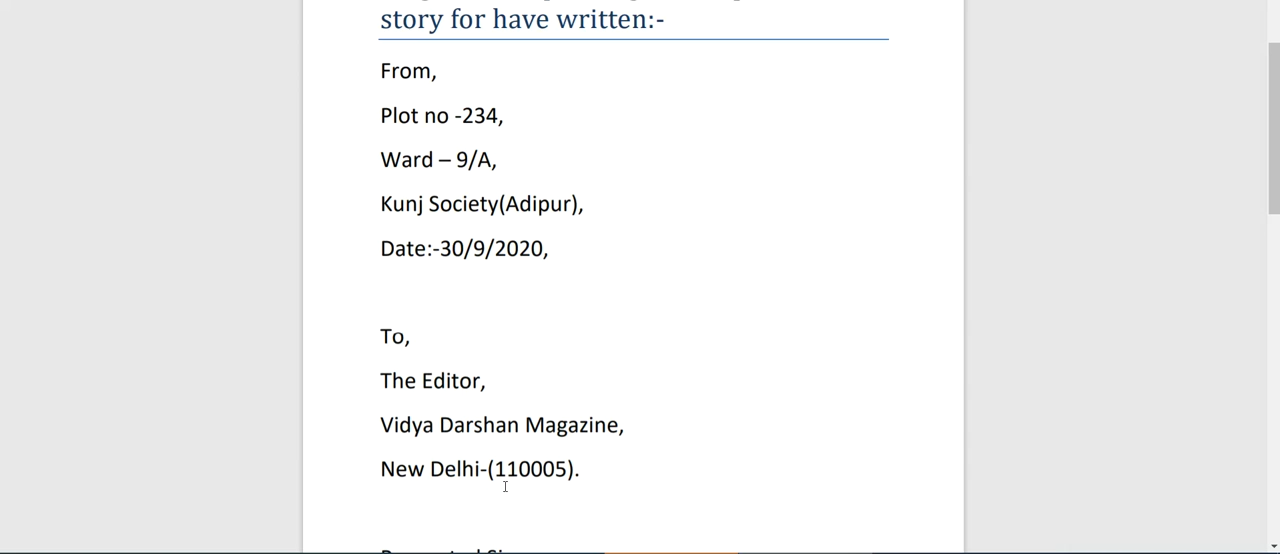 story for have written:-
From,
Plot no -234,
Ward – 9/A,
Kunj Society(Adipur),
Date:-30/9/2020,
To,
The Editor,
Vidya Darshan Magazine,
New Delhi-(110005).